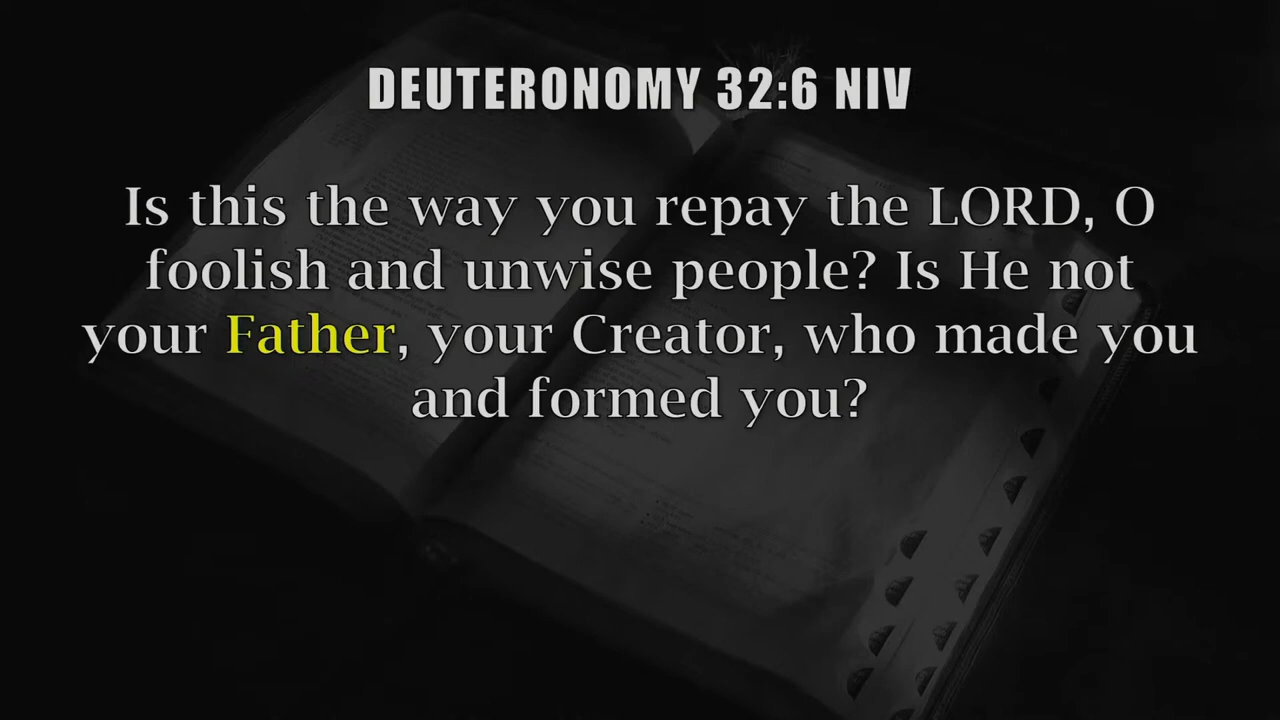 DEUTERONOMY 32:6 NIV
Is this the way you repay the LORD, O
foolish and unwise people? Is He not
your Father, your Creator, who made you
and formed you?